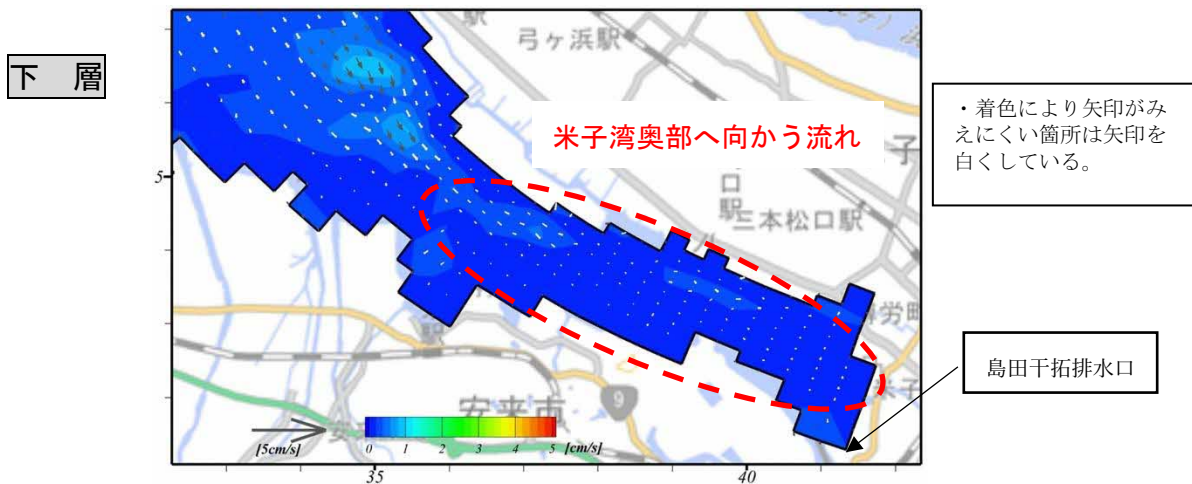 下 層
弓ヶ浜駅
米子湾奥部へ向かう流れ
・着色により矢印がみ
えにくい箇所は矢印を
白くしている。
子
口駅
三本松口駅
5
労町
米子
島田干拓排水口
安来市
9
[5cm/s]
0 1 2 3 4 5 [cm/s]
35
40